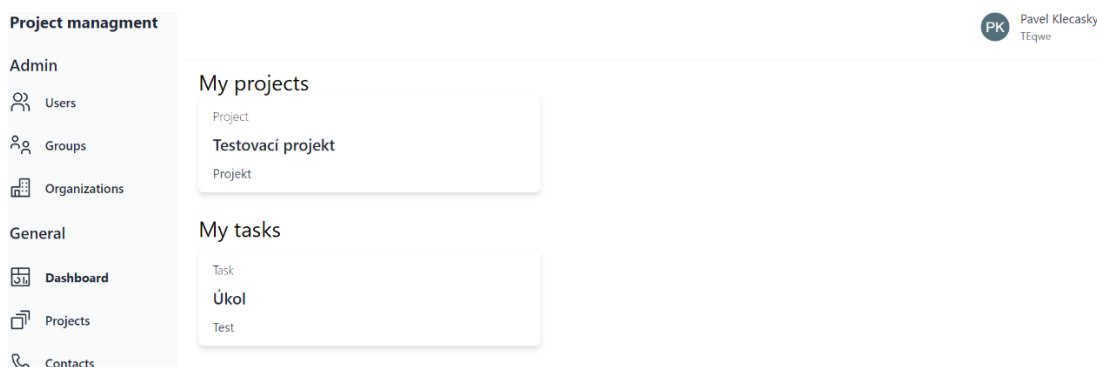 Project managment
Admin
Users
Groups
Organizations
General
Dashboard
Projects
Contacts
PK
Pavel Klecasky
TEqwe
My projects
Project
Testovací projekt
Projekt
My tasks
Task
Úkol
Test